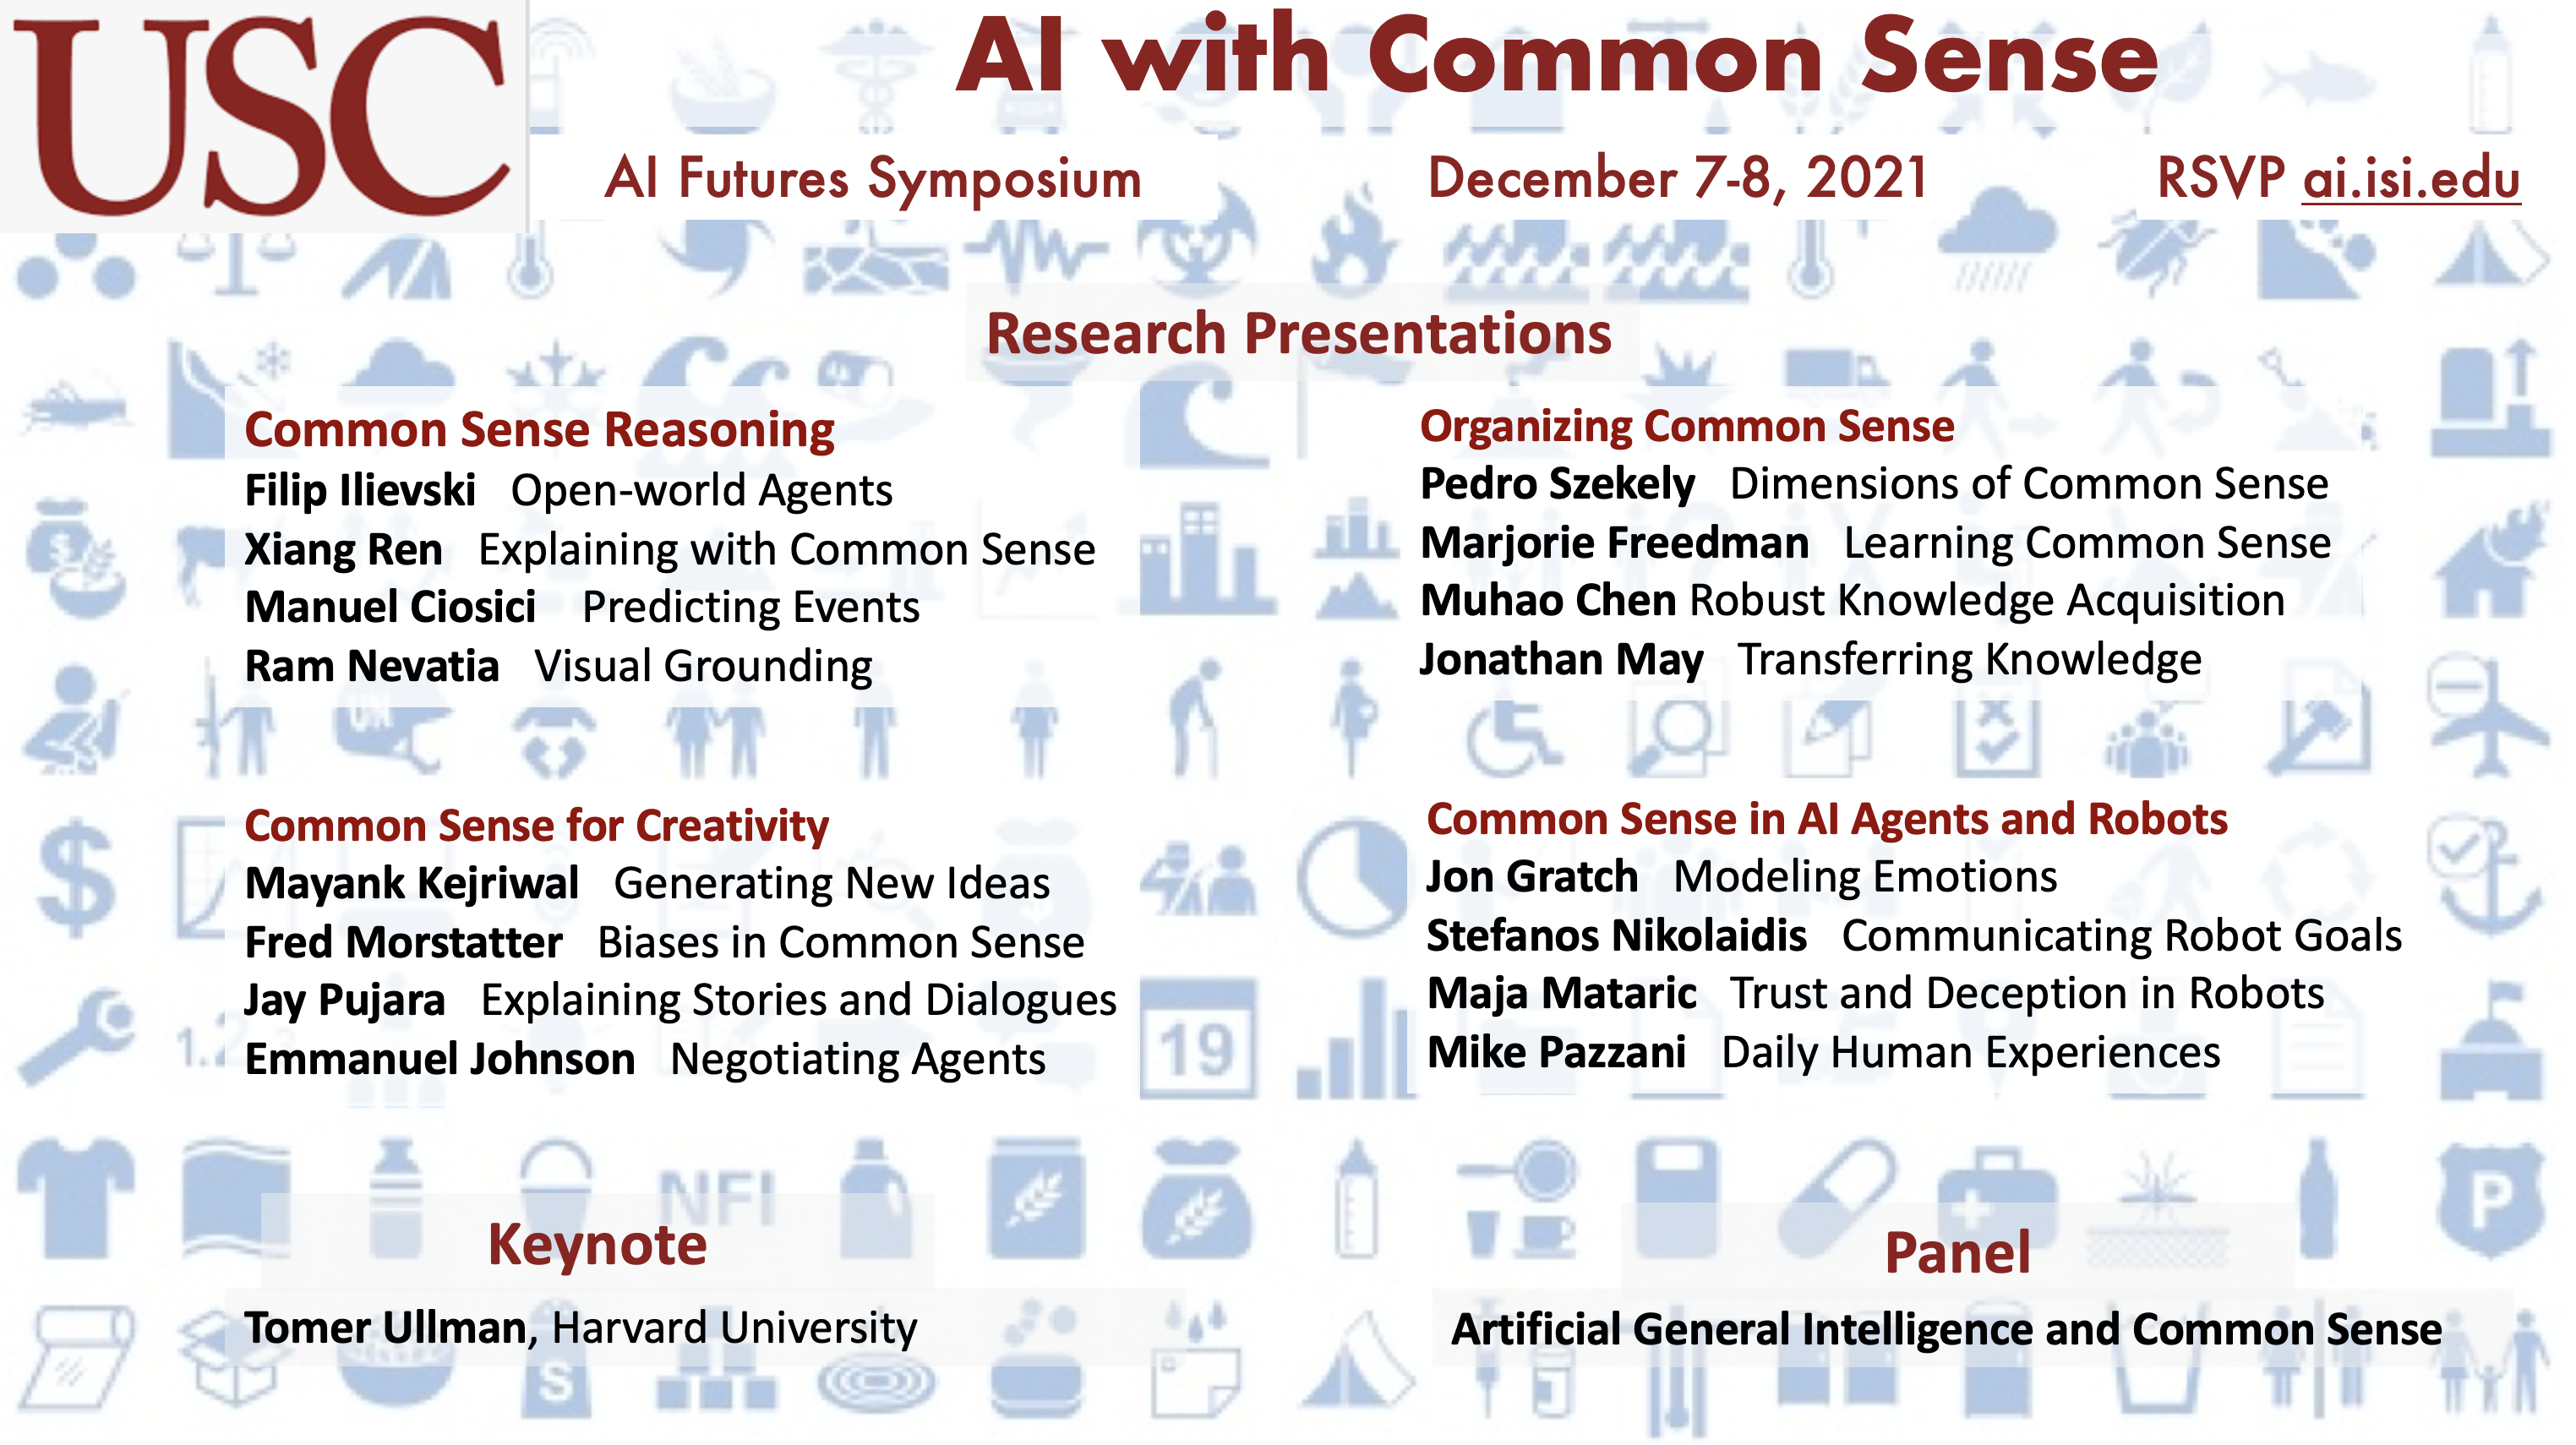 USC
AI with Common Sense
AI Futures Symposium December 7-8, 2021 RSVP ai.isi.edu
Research Presentations
Common Sense Reasoning
Filip Ilievski Open-world Agents
Xiang Ren Explaining with Common Sense
Manuel Ciosici Predicting Events
Ram Nevatia Visual Grounding
Organizing Common Sense
Pedro Szekely Dimensions of Common Sense
Marjorie Freedman Learning Common Sense
Muhao Chen Robust Knowledge Acquisition
Jonathan May Transferring Knowledge
UN
Common Sense for Creativity
Mayank Kejriwal Generating New Ideas
Fred Morstatter Biases in Common Sense
Jay Pujara Explaining Stories and Dialogues
Emmanuel Johnson Negotiating Agents
Common Sense in AI Agents and Robots
Jon Gratch Modeling Emotions
Stefanos Nikolaidis Communicating Robot Goals
Maja Mataric Trust and Deception in Robots
Mike Pazzani Daily Human Experiences
$
1.2
19
NFI
P
Keynote
Tomer Ullman, Harvard University
S
Panel
Artificial General Intelligence and Common Sense